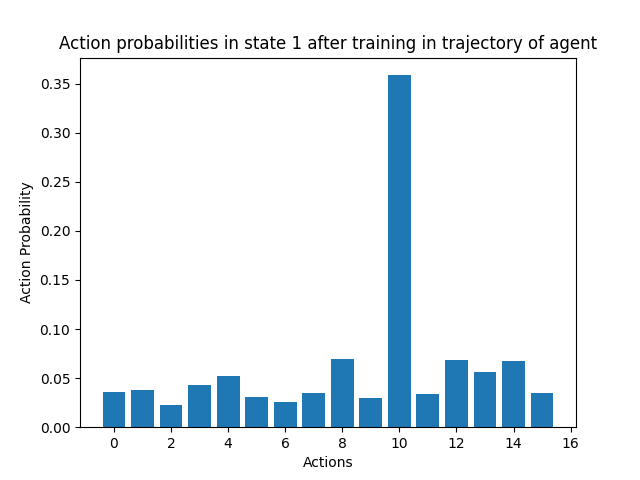 Action probabilities in state 1 after training in trajectory of agent
0.35
0.30
0.25
0.20
0.15
0.10
0.05
0.00
Action Probability
0 2 4 6 8 10 12 14 16
Actions